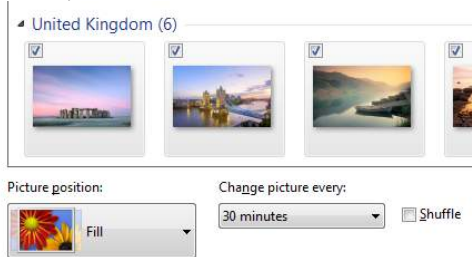 United Kingdom (6)
Picture position:
Change picture every:
Fill
30 minutes
Shuffle